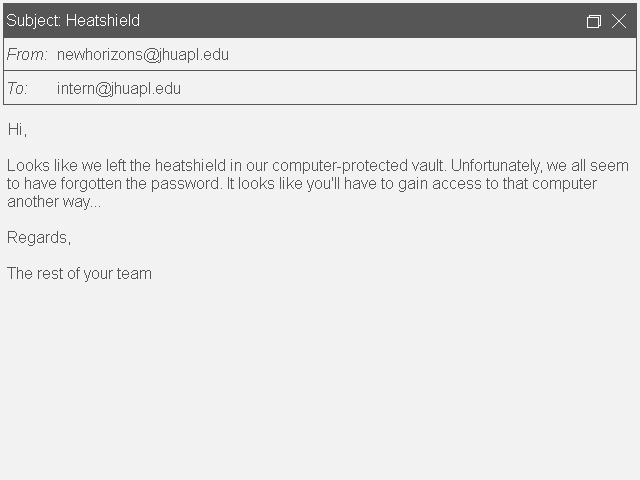 Subject: Heatshield
From: newhorizons@jhuapl.edu
To: intern@jhuapl.edu
Hi,
Looks like we left the heatshield in our computer-protected vault. Unfortunately, we all seem
to have forgotten the password. It looks like you'll have to gain access to that computer
another way...
Regards,
The rest of your team